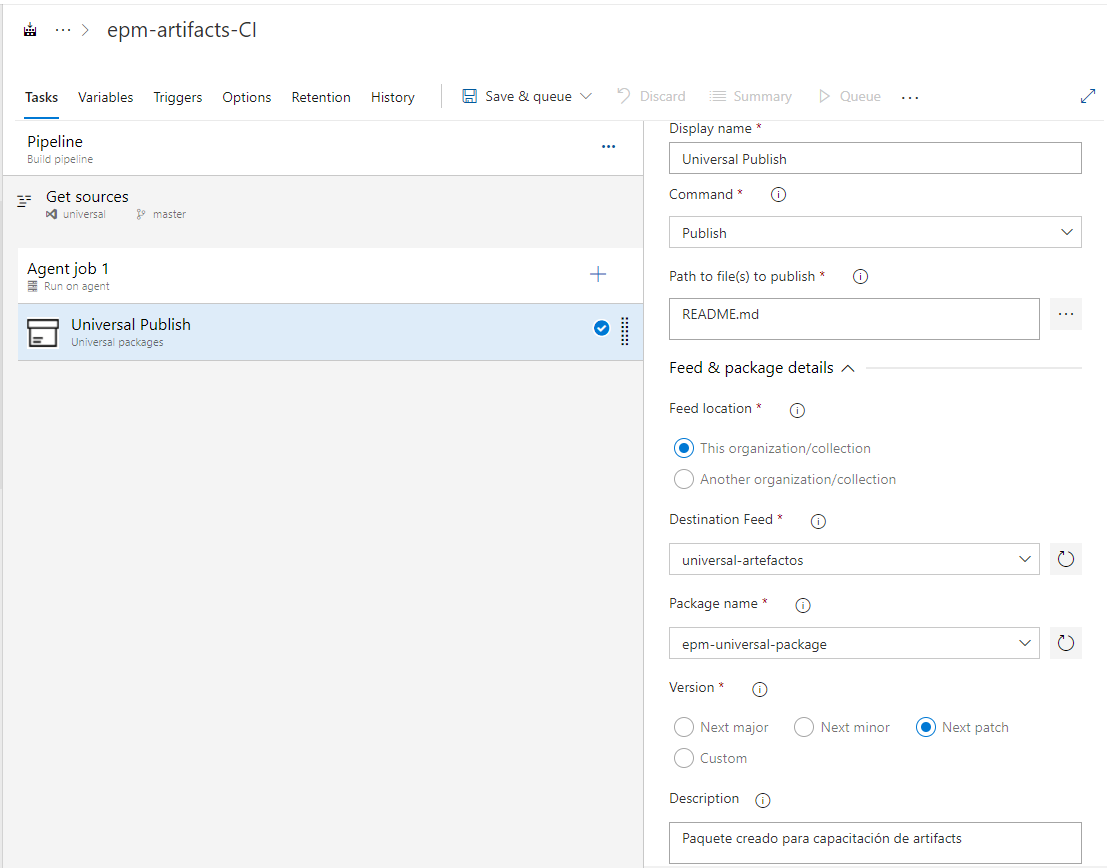 epm-artifacts-CI
Tasks Variables Triggers Options Retention History Save & queue Discard Summary Queue
Pipeline
Build pipeline
Get sources
universal master
Agent job 1
Run on agent
Universal Publish
Universal packages
Display name *
Universal Publish
Command *
Publish
Path to file(s) to publish *
README.md
Feed & package details
Feed location *
This organization/collection
Another organization/collection
Destination Feed *
universal-artefactos
Package name *
epm-universal-package
Version *
Next major Next minor Next patch
Custom
Description
Paquete creado para capacitación de artifacts